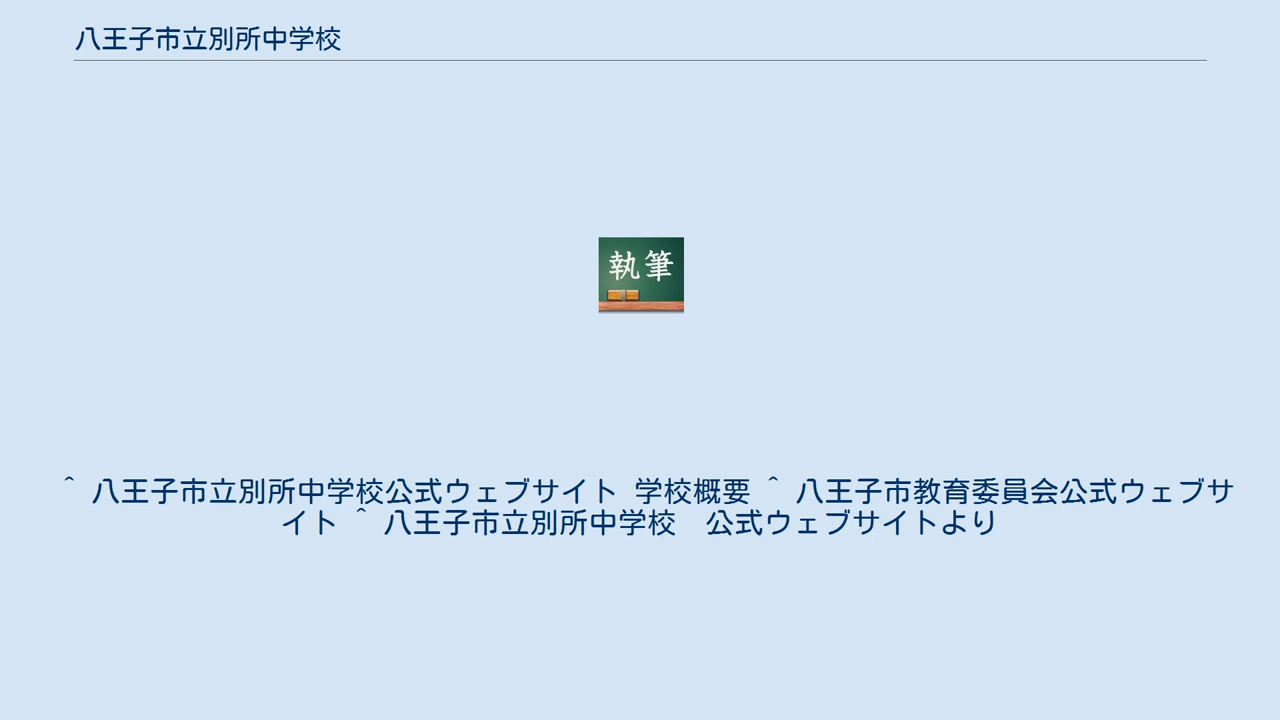 八王子市立別所中学校
執筆
^ 八王子市立別所中学校公式ウェブサイト 学校概要 ^ 八王子市教育委員会公式ウェブサ
イト ^ 八王子市立別所中学校　公式ウェブサイトより